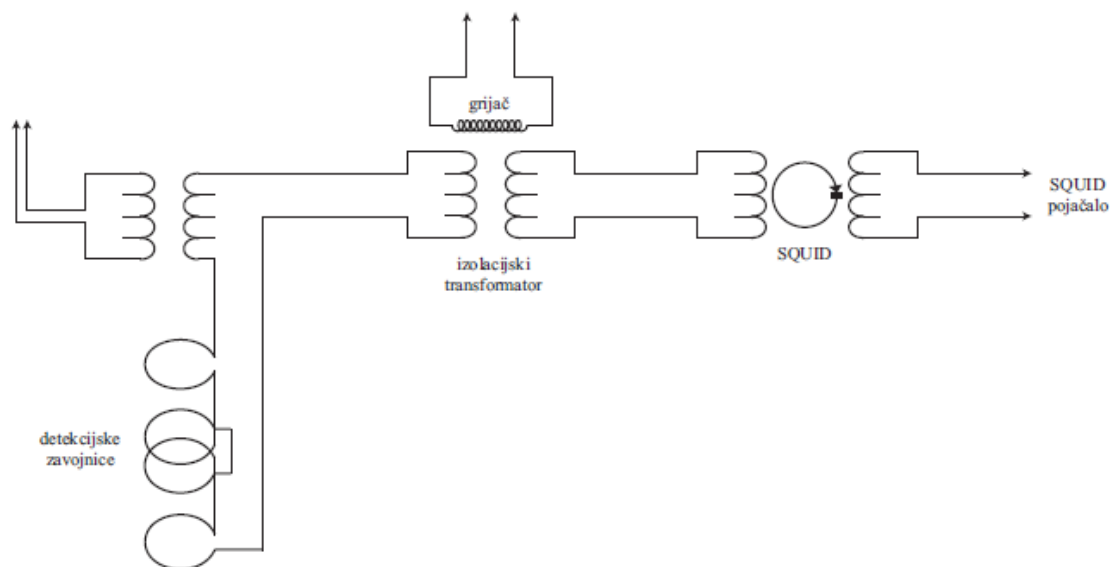 grijač
SQUID
pojačalo
izolacijski
transformator
SQUID
detekcijske
zavojnice